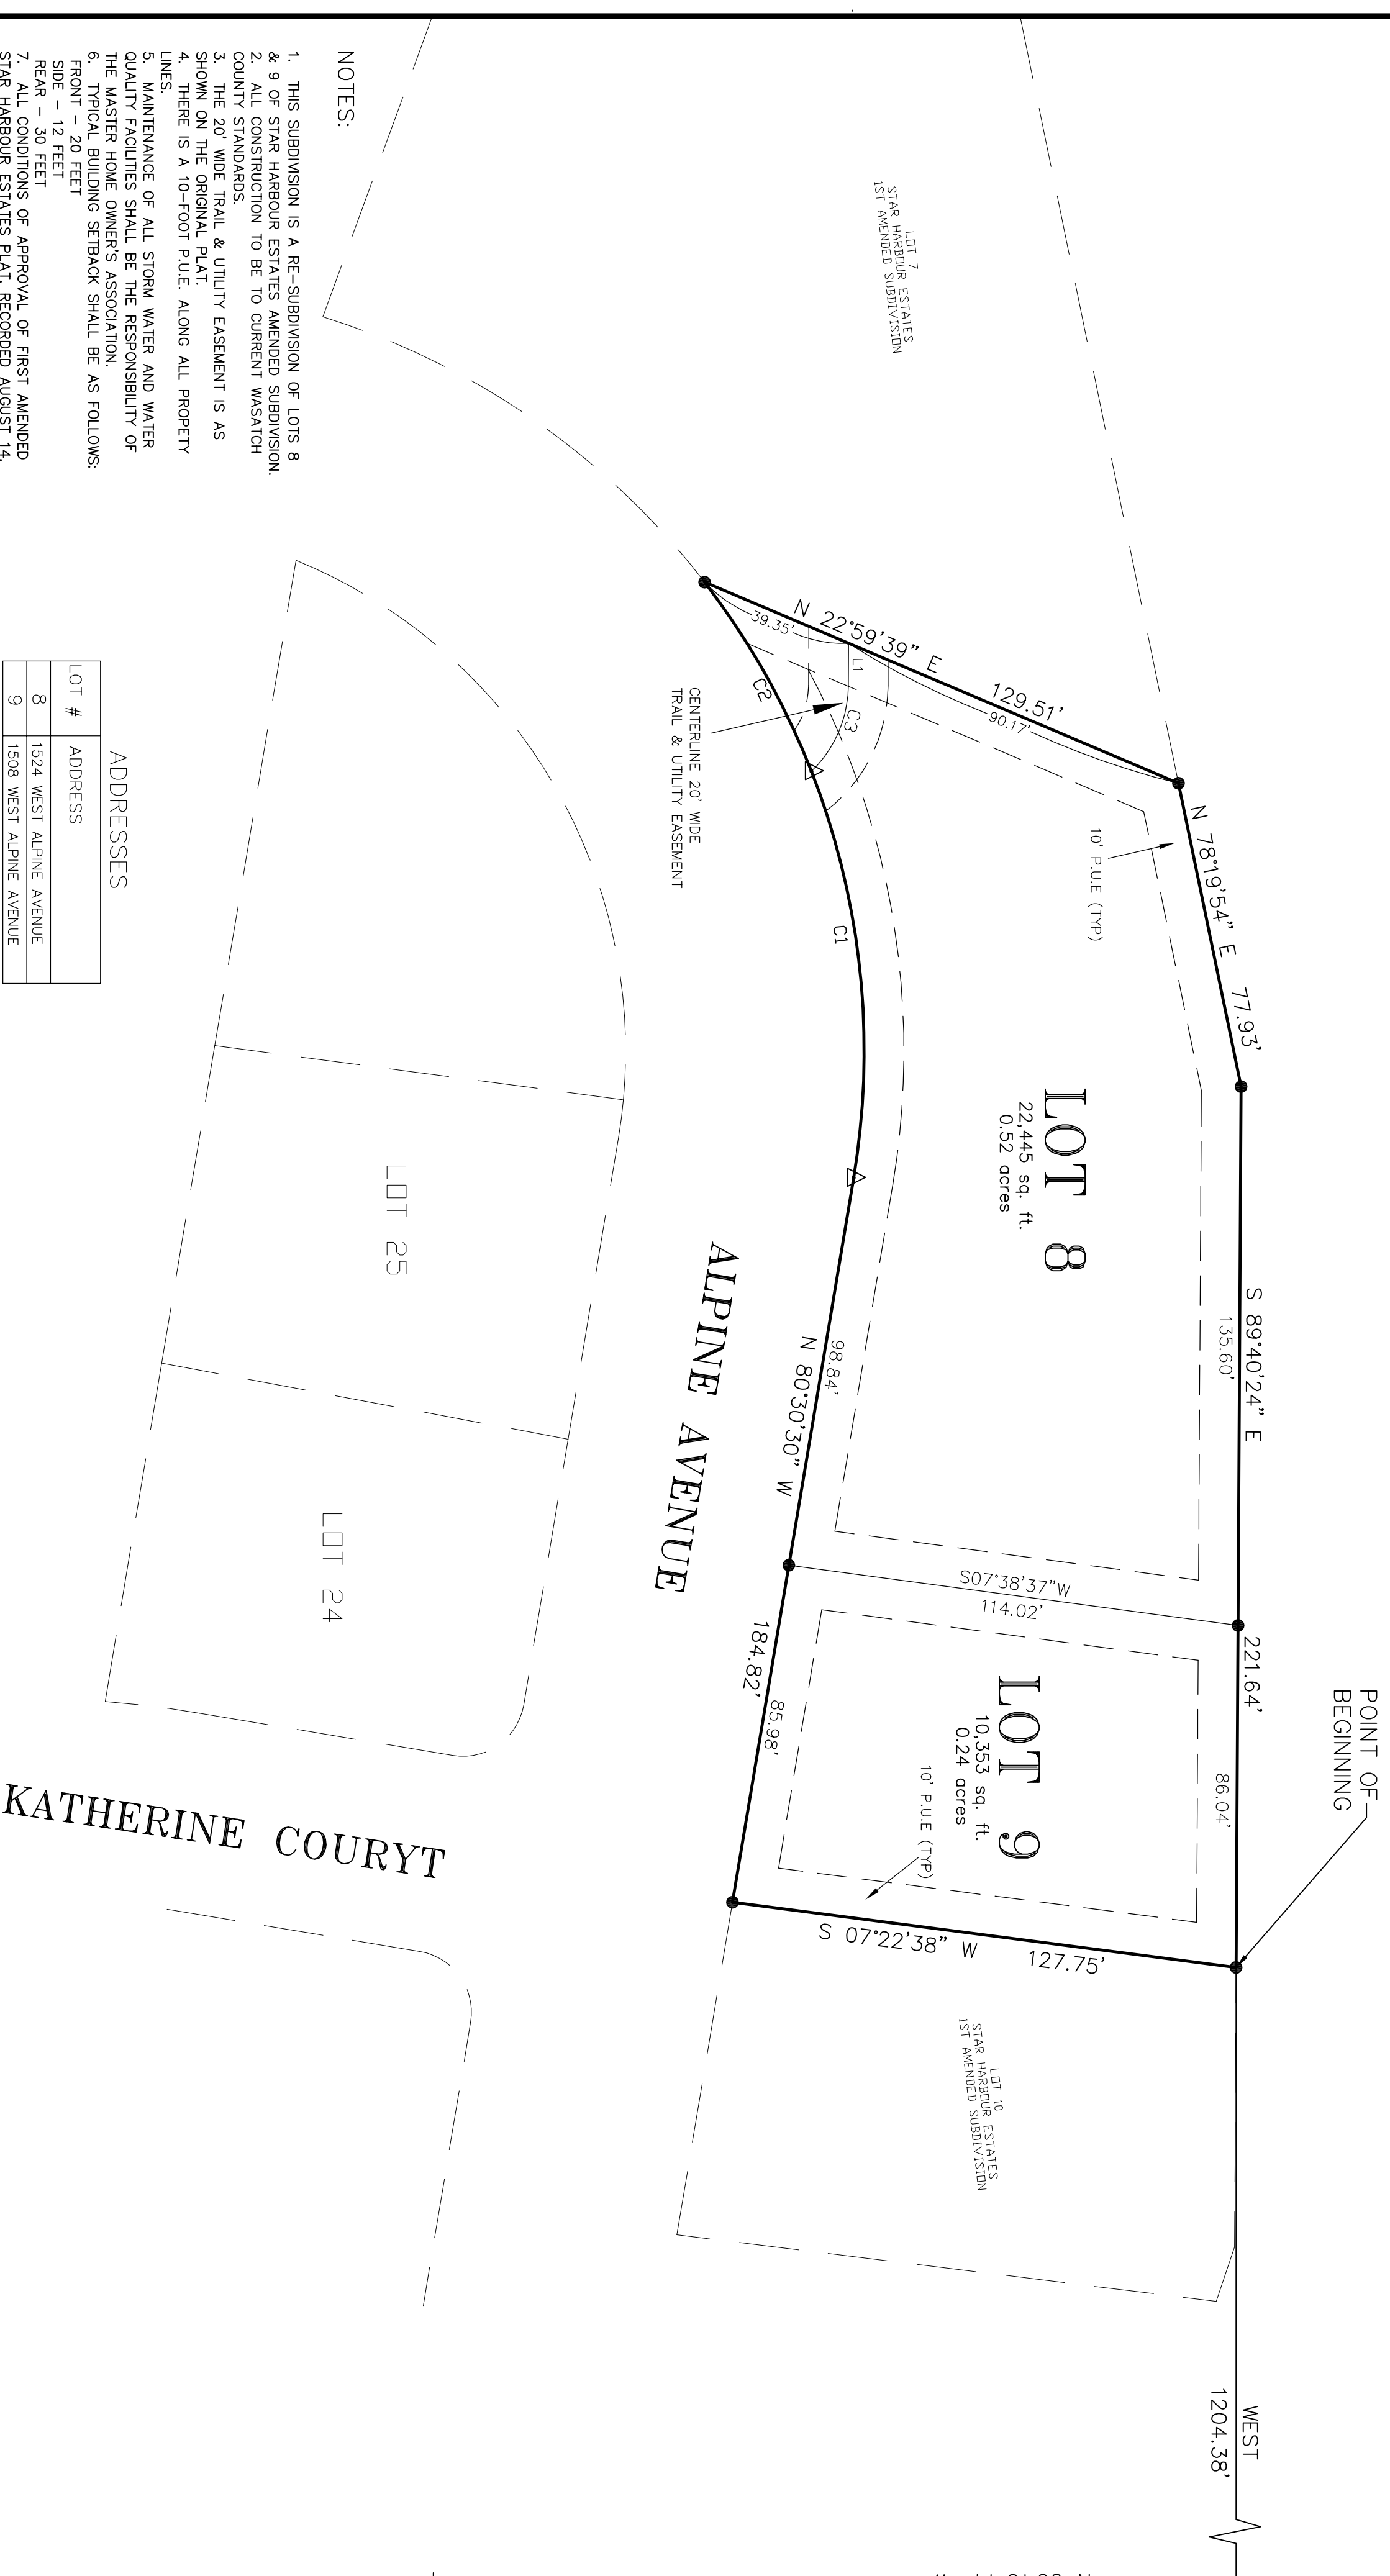 POINT OF
BEGINNING
WEST
1204.38'
S 89°40'24" E
221.64'
135.60'
86.04'
N 78°19'54" E 77.93'
10' P.U.E (TYP)
N 22°59'39" E 129.51'
39.35'
90.17'
L1
C3
C2
C1
CENTERLINE 20' WIDE
TRAIL & UTILITY EASEMENT
LOT 7
STAR HARBOUR ESTATES
1ST AMENDED SUBDIVISION
LOT 8
22,445 sq. ft.
0.52 acres
S07°38'37"W
114.02'
LOT 9
10,353 sq. ft.
0.24 acres
10' P.U.E (TYP)
S 07°22'38" W 127.75'
LOT 10
STAR HARBOUR ESTATES
1ST AMENDED SUBDIVISION
98.84'
N 80°30'30" W
184.82'
85.98'
ALPINE AVENUE
LOT 25
LOT 24
KATHERINE COURYT
NOTES:
1. THIS SUBDIVISION IS A RE-SUBDIVISION OF LOTS 8
& 9 OF STAR HARBOUR ESTATES AMENDED SUBDIVISION.
2. ALL CONSTRUCTION TO BE TO CURRENT WASATCH
COUNTY STANDARDS.
3. THE 20' WIDE TRAIL & UTILITY EASEMENT IS AS
SHOWN ON THE ORIGINAL PLAT.
4. THERE IS A 10-FOOT P.U.E. ALONG ALL PROPETY
LINES.
5. MAINTENANCE OF ALL STORM WATER AND WATER
QUALITY FACILITIES SHALL BE THE RESPONSIBILITY OF
THE MASTER HOME OWNER'S ASSOCIATION.
6. TYPICAL BUILDING SETBACK SHALL BE AS FOLLOWS:
FRONT - 20 FEET
SIDE - 12 FEET
REAR - 30 FEET
7. ALL CONDITIONS OF APPROVAL OF FIRST AMENDED
STAR HARBOUR ESTATES PLAT, RECORDED AUGUST 14,
ADDRESSES
LOT # ADDRESS
8 1524 WEST ALPINE AVENUE
9 1508 WEST ALPINE AVENUE